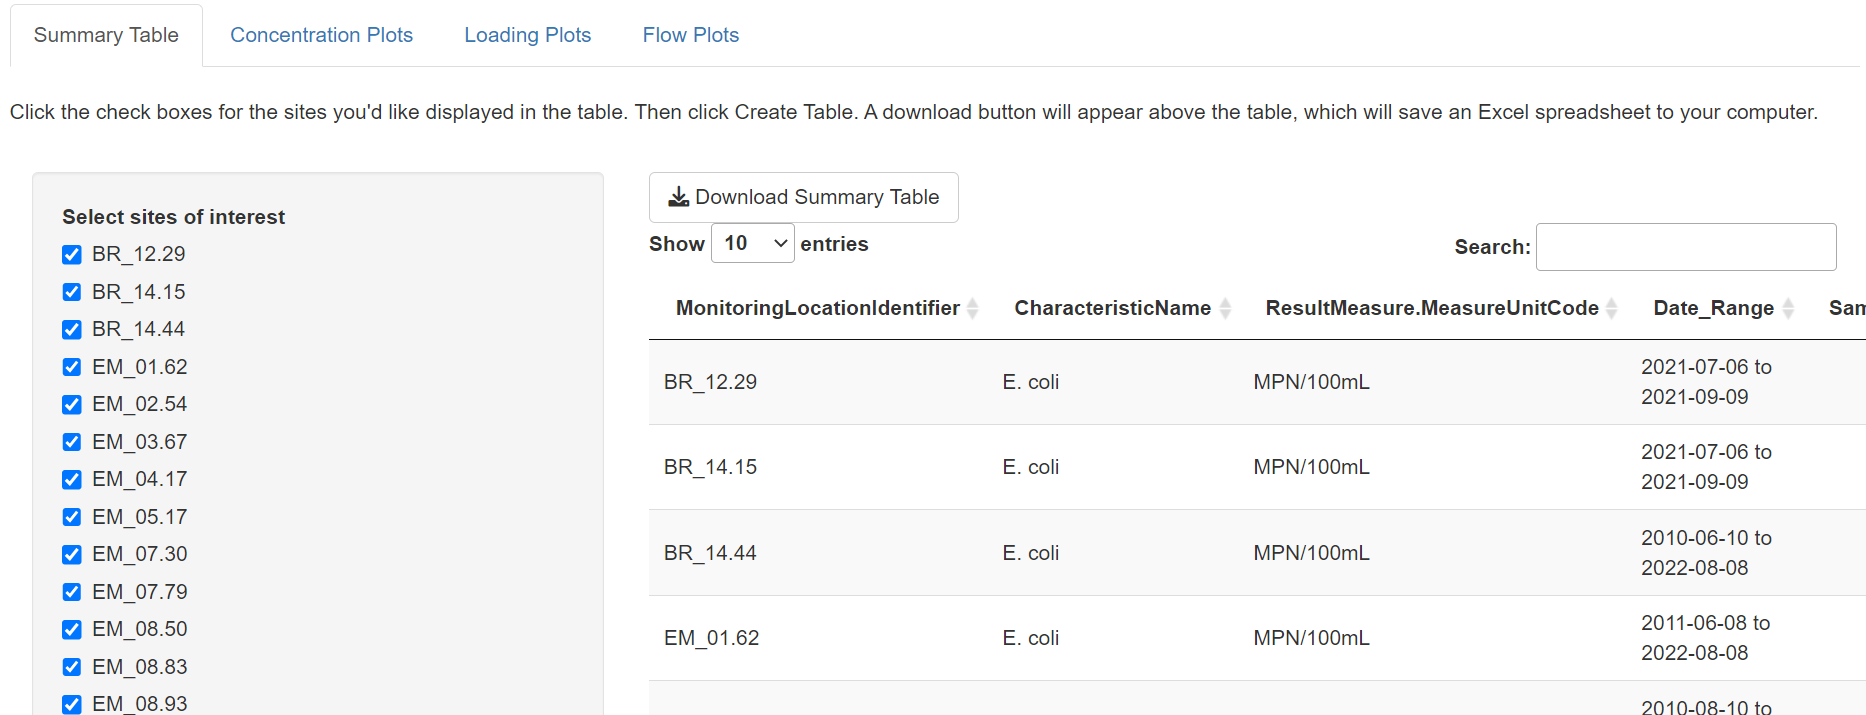 Summary Table
Concentration Plots
Loading Plots
Flow Plots
Click the check boxes for the sites you'd like displayed in the table. Then click Create Table. A download button will appear above the table, which will save an Excel spreadsheet to your computer.
Select sites of interest
BR_12.29
BR_14.15
BR_14.44
EM_01.62
EM_02.54
EM_03.67
EM_04.17
EM_05.17
EM_07.30
EM_07.79
EM_08.50
EM_08.83
EM_08.93
Download Summary Table
Show 10 entries
Search:
MonitoringLocationIdentifier CharacteristicName ResultMeasure.MeasureUnitCode Date_Range
BR_12.29 E. coli MPN/100mL 2021-07-06 to
2021-09-09
BR_14.15 E. coli MPN/100mL 2021-07-06 to
2021-09-09
BR_14.44 E. coli MPN/100mL 2010-06-10 to
2022-08-08
EM_01.62 E. coli MPN/100mL 2011-06-08 to
2022-08-08
2010-08-10 to